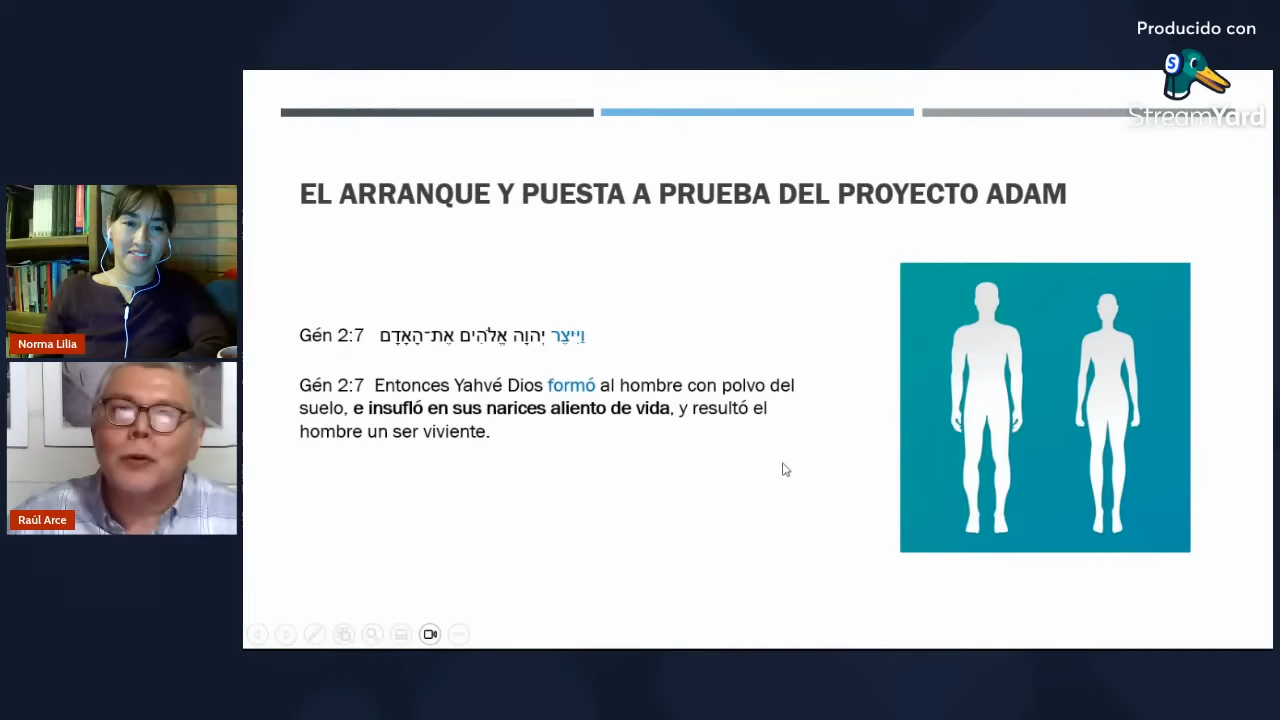 Producido con
StreamYard
EL ARRANQUE Y PUESTA A PRUEBA DEL PROYECTO ADAM
Gén 2:7 וַיִּיצֶר יְהוָה אֱלֹהִים אֶת־הָאָדָם
Gén 2:7 Entonces Yahvé Dios formó al hombre con polvo del
suelo, e insufló en sus narices aliento de vida, y resultó el
hombre un ser viviente.
Norma Lilia
Raúl Arce